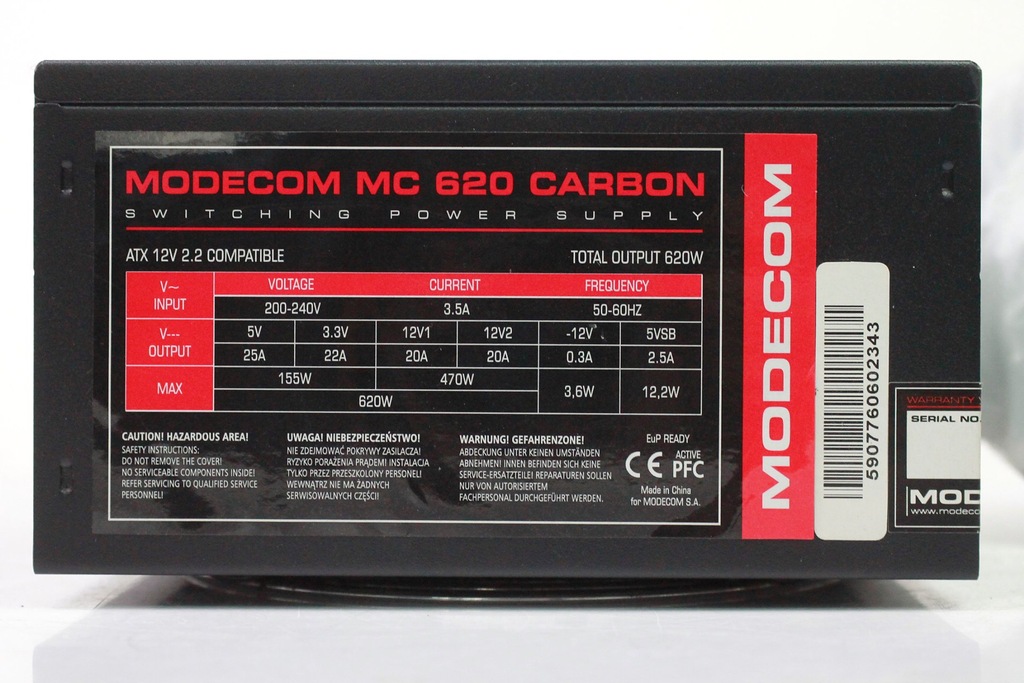 MODECOM MC 620 CARBON
SWITCHING POWER SUPPLY
ATX 12V 2.2 COMPATIBLE TOTAL OUTPUT 620W
V~ INPUT VOLTAGE CURRENT FREQUENCY
200-240V 3.5A 50-60HZ
V--- OUTPUT 5V 3.3V 12V1 12V2 -12V 5VSB
25A 22A 20A 20A 0.3A 2.5A
MAX 155W 470W 3,6W 12,2W
620W
CAUTION! HAZARDOUS AREA!
SAFETY INSTRUCTIONS:
DO NOT REMOVE THE COVER!
NO SERVICEABLE COMPONENTS INSIDE!
REFER SERVICING TO QUALIFIED SERVICE
PERSONNEL!
UWAGA! NIEBEZPIECZEŃSTWO!
NIE ZDEJMOWAĆ POKRYWY ZASILACZA!
RYZYKO PORAŻENIA PRĄDEM! INSTALACJA
TYLKO PRZEZ PRZESZKOLONY PERSONEL!
WEWNĄTRZ NIE MA ŻADNYCH
SERWISOWALNYCH CZĘŚCI!
WARNUNG! GEFAHRENZONE!
ABDECKUNG UNTER KEINEN UMSTÄNDEN
ABNEHMEN! INNEN BEFINDEN SICH KEINE
SERVICE-ERSATZTEILE! REPARATUREN SOLLEN
NUR VON AUTORISIERTEM
FACHPERSONAL DURCHGEFÜHRT WERDEN.
EuP READY
CE ACTIVE
PFC
Made in China
for MODECOM S.A.
MODECOM
5907760602343
WARRANTY
SERIAL NO
MOD
www.modeco